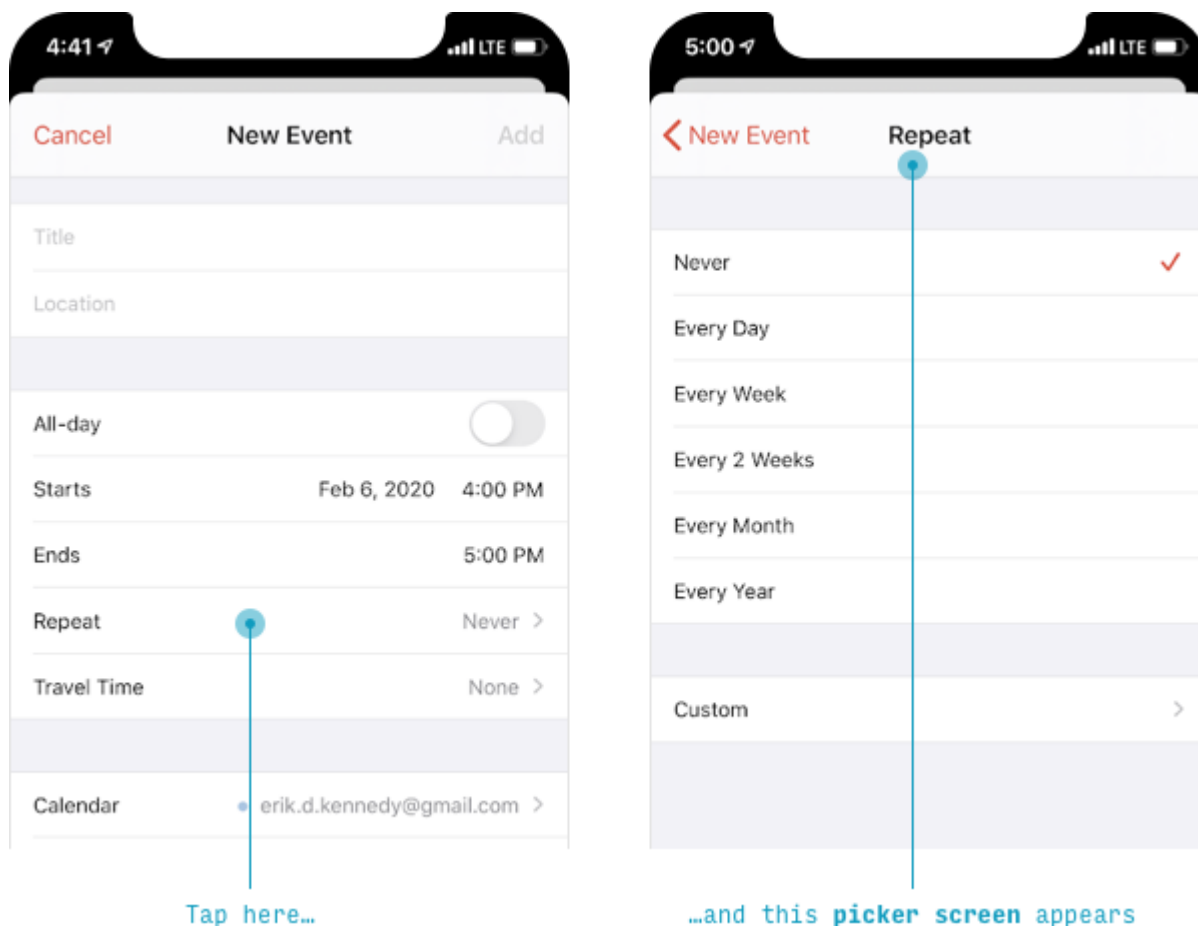 4:41
LTE
Cancel
New Event
Add
Title
Location
All-day
Starts
Feb 6, 2020 4:00 PM
Ends
5:00 PM
Repeat
Never
Travel Time
None
Calendar
erik.d.kennedy@gmail.com
Tap here…
5:00
LTE
New Event
Repeat
Never
Every Day
Every Week
Every 2 Weeks
Every Month
Every Year
Custom
…and this picker screen appears